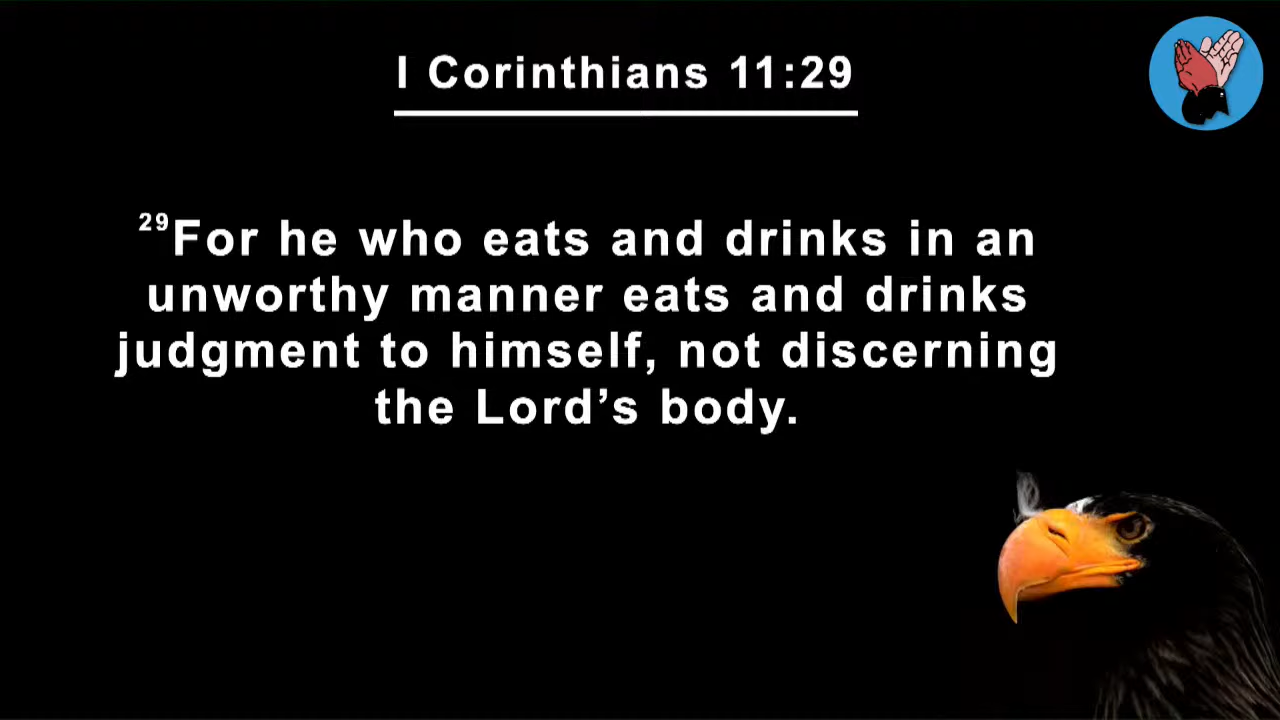 I Corinthians 11:29
29For he who eats and drinks in an
unworthy manner eats and drinks
judgment to himself, not discerning
the Lord’s body.